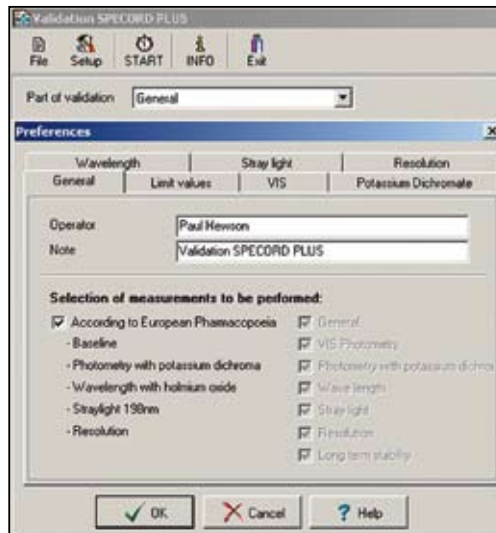 Validation SPECORD PLUS
File Setup START INFO Exit
Part of validation General
Preferences
Wavelength Stray light Resolution
General Limit values VIS Potassium Dichromate
Operator Paul Hewson
Note Validation SPECORD PLUS
Selection of measurements to be performed:
According to European Pharmacopoeia General
- Baseline VIS Photometry
- Photometry with potassium dichroma Photometry with potassium dichro
- Wavelength with holmium oxide Wave length
- Straylight 198nm Stray light
- Resolution Resolution
Long term stability
OK Cancel ? Help